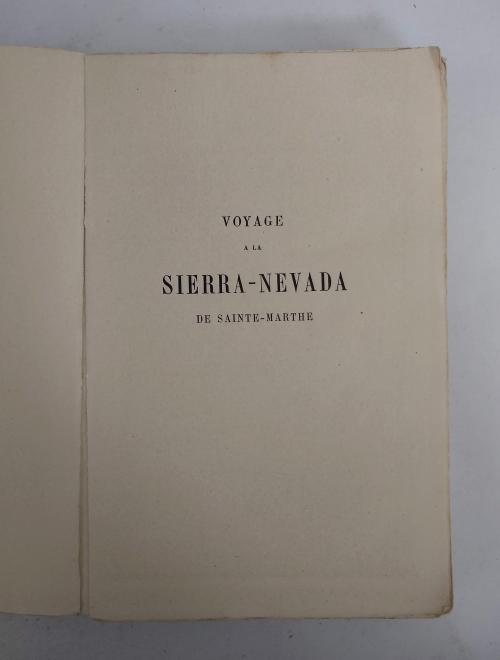 VOYAGE
A LA
SIERRA-NEVADA
DE SAINTE-MARTHE